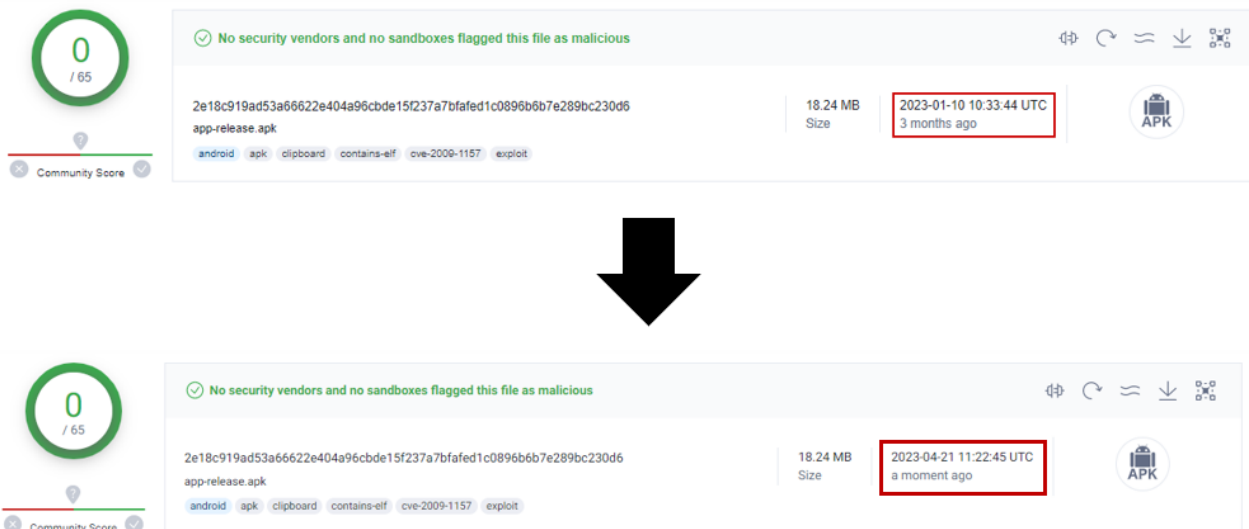 0
/ 65
Community Score
No security vendors and no sandboxes flagged this file as malicious
2e18c919ad53a66622e404a96cbde15f237a7bfafed1c0896b6b7e289bc230d6
app-release.apk
android apk clipboard contains-elf cve-2009-1157 exploit
18.24 MB
Size
2023-01-10 10:33:44 UTC
3 months ago
APK
0
/ 65
Community Score
No security vendors and no sandboxes flagged this file as malicious
2e18c919ad53a66622e404a96cbde15f237a7bfafed1c0896b6b7e289bc230d6
app-release.apk
android apk clipboard contains-elf cve-2009-1157 exploit
18.24 MB
Size
2023-04-21 11:22:45 UTC
a moment ago
APK